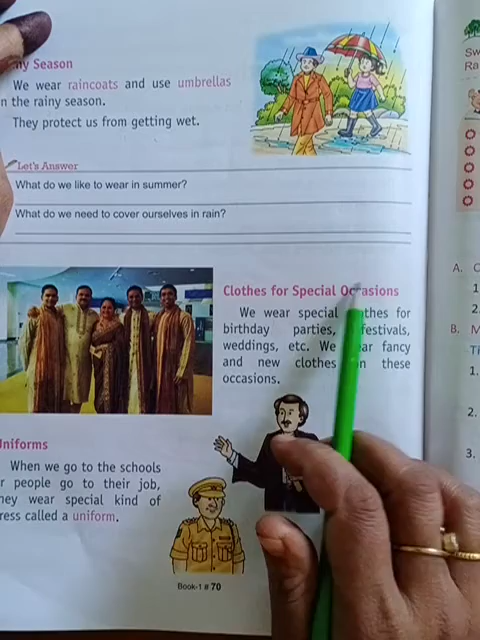 ny Season
We wear raincoats and use umbrellas
n the rainy season.
They protect us from getting wet.
Let's Answer
What do we like to wear in summer?
What do we need to cover ourselves in rain?
Clothes for Special Occasions
We wear special thes for
birthday parties, festivals,
weddings, etc. We ar fancy
and new clothes n these
occasions.
Uniforms
When we go to the schools
r people go to their job,
hey wear special kind of
ress called a uniform.
Book-1 # 70
Sw
Ra
A. C
1
2.
B. M
Ti
1.
2.
3.